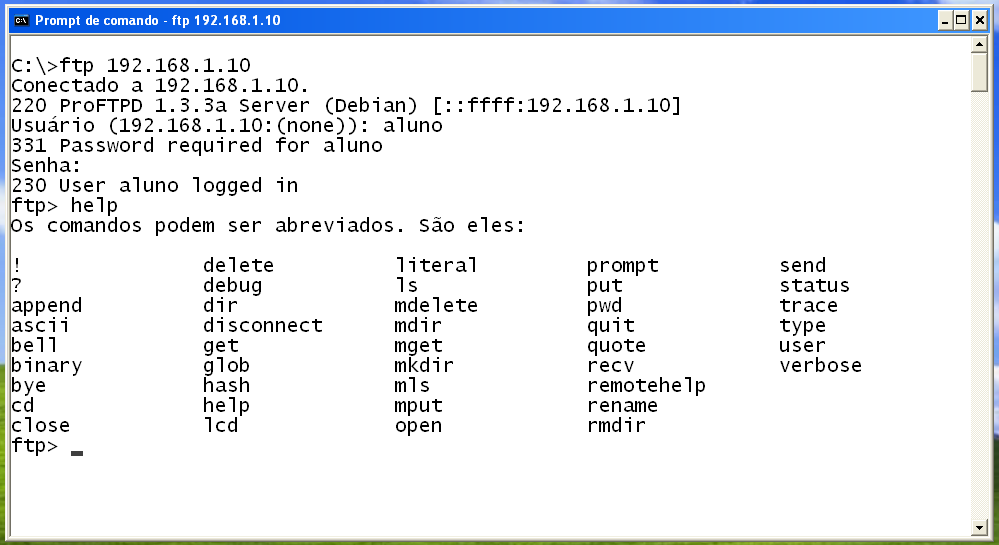 Prompt de comando - ftp 192.168.1.10
C:\>ftp 192.168.1.10
Conectado a 192.168.1.10.
220 ProFTPD 1.3.3a Server (Debian) [::ffff:192.168.1.10]
Usuário (192.168.1.10:(none)): aluno
331 Password required for aluno
Senha:
230 User aluno logged in
ftp> help
Os comandos podem ser abreviados. São eles:
! delete literal prompt send
? debug ls put status
append dir mdelete pwd trace
ascii disconnect mdir quit type
bell get mget quote user
binary glob mkdir recv verbose
bye hash mls remotehelp
cd help mput rename
close lcd open rmdir
ftp> _